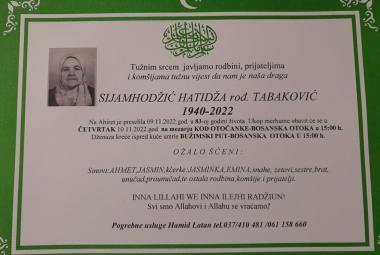 Tužnim srcem javljamo rodbini, prijateljima
i komšijama tužnu vijest da nam je naša draga
SIJAMHODŽIĆ HATIDŽA rođ. TABAKOVIĆ
1940-2022
Na Ahiret je preselila 09.11.2022.god u 83-oj godini života. Ukop merhume obavit će se u
ČETVRTAK 10.11.2022.god na mezarju KOD OTOČANKE-BOSANSKA OTOKA u 15:00 h.
Dženaza kreće ispred kuće umrle BUŽIMSKI PUT-BOSANSKA OTOKA U 15:00 h.
OŽALOŠĆENI:
Sinovi:AHMET,JASMIN,kćerke:JASMINKA,EMINA,snahe, zetovi,sestre,brat,
unučad,praunučad,te ostala rodbina,komšije i prijatelji.
INNA LILLAHI WE INNA ILEJHI RADJIUN!
Svi smo Allahovi i Allahu se vraćamo!
Pogrebne usluge Hamid Latan tel.037/410 481 /061 158 660